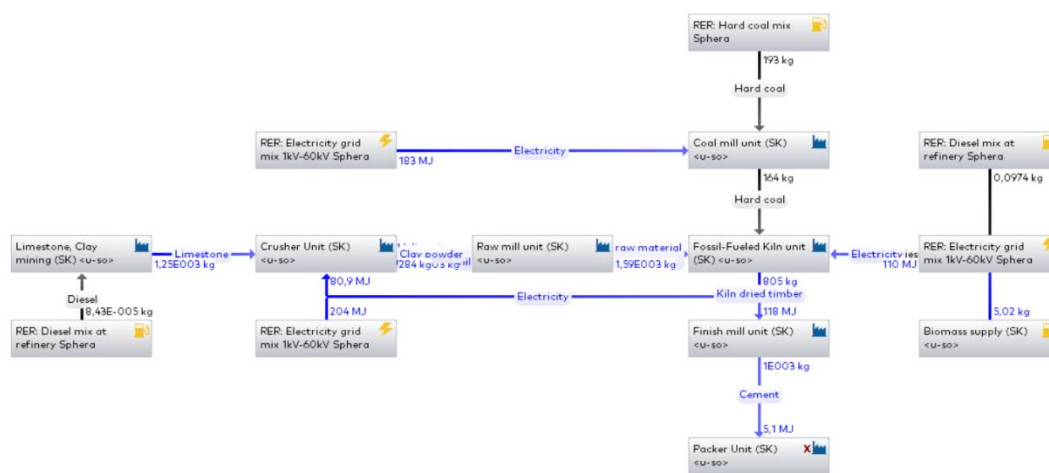 RER: Hard coal mix
Sphera
193 kg
Hard coal
RER: Electricity grid
mix 1kV-60kV Sphera
183 MJ
Electricity
Coal mill unit (SK)
<u-so>
RER: Diesel mix at
refinery Sphera
0,0974 kg
164 kg
Hard coal
Limestone, Clay
mining (SK) <u-so>
Limestone
1,25E003 kg
Crusher Unit (SK)
<u-so>
Clay powder
Raw mill unit (SK)
<u-so>
raw material
1,59E003 kg
Fossil-Fueled Kiln unit
(SK) <u-so>
Electricity
110 MJ
RER: Electricity grid
mix 1kV-60kV Sphera
Diesel
8,43E-005 kg
80,9 MJ
Electricity
204 MJ
805 kg
Kiln dried timber
118 MJ
5,02 kg
RER: Diesel mix at
refinery Sphera
RER: Electricity grid
mix 1kV-60kV Sphera
Finish mill unit (SK)
<u-so>
Biomass supply (SK)
<u-so>
1E003 kg
Cement
5,1 MJ
Packer Unit (SK)
X
<u-so>